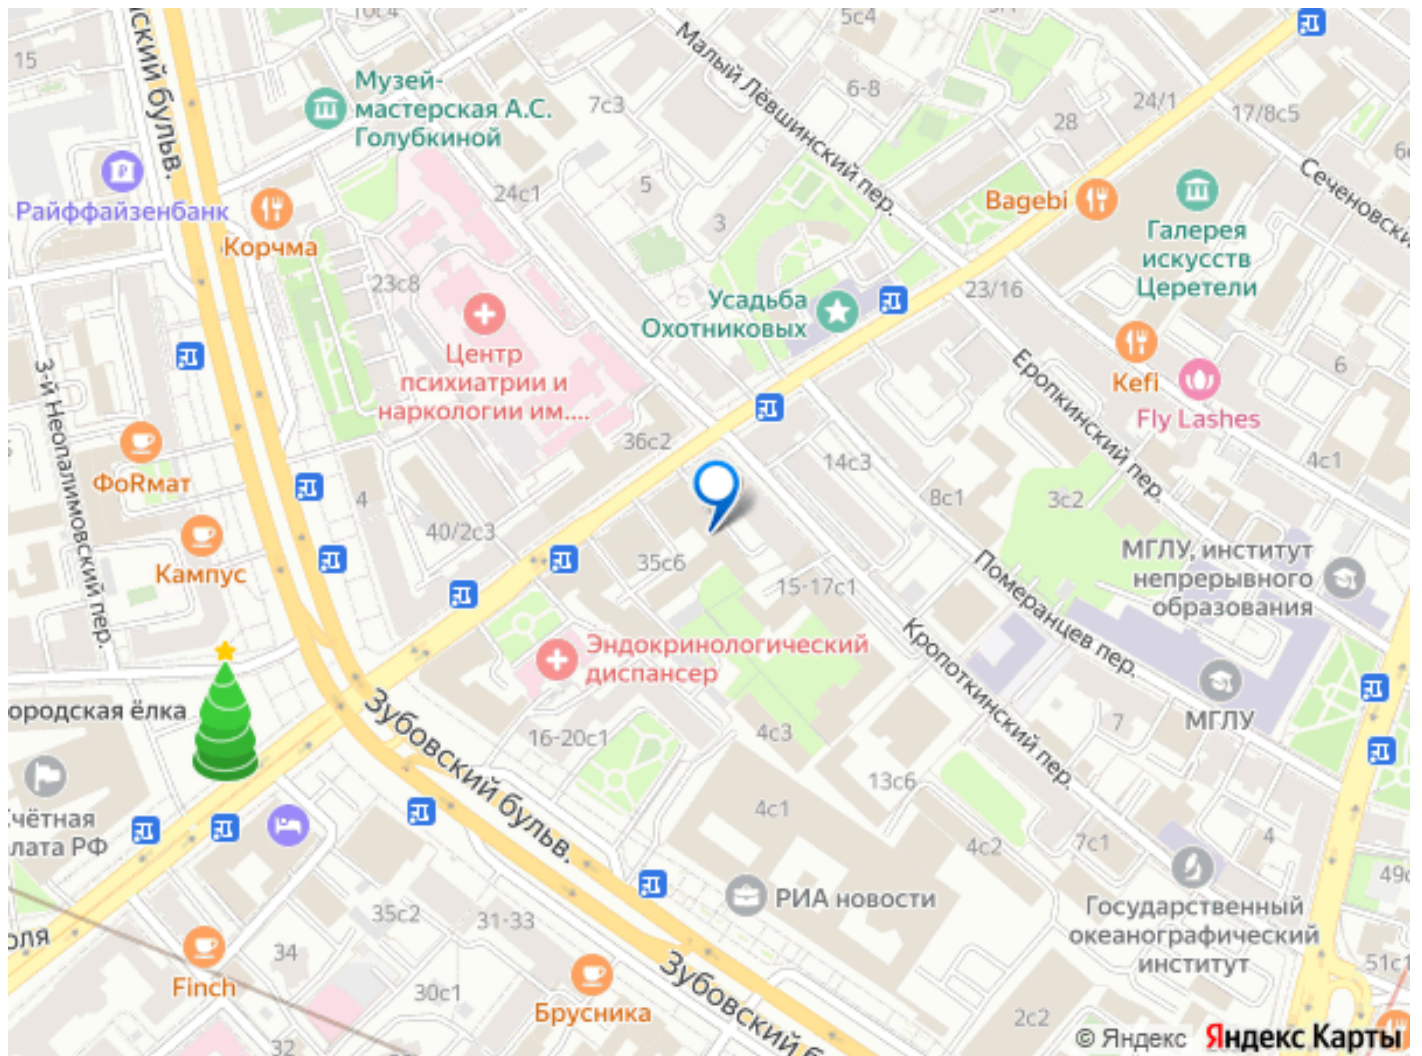 10с4
5с4
15
ский бульв.
Музей-
мастерская А.С.
Голубкиной
7с3
6-8
Малый Лёвшинский пер.
24/1
28
17/8с5
Сеченовски
Райффайзенбанк
Корчма
24с1
5
3
Bagebi
Галерея
искусств
Церетели
23с8
Усадьба
Охотниковых
23/16
Центр
психиатрии и
наркологии им....
3-й Неопалимовский пер.
Kefi
6
Fly Lashes
Еропкинский пер.
36с2
14с3
4с1
ФоRмат
4
8с1
3с2
40/2с3
Кампус
35с6
15-17с1
МГЛУ, институт
непрерывного
образования
Померанцев пер.
Эндокринологический
диспансер
Кропоткинский пер.
МГЛУ
7
ородская ёлка
Зубовский бульв.
16-20с1
4с3
13с6
чётная
лата РФ
4с1
4с2
7с1
4
РИА новости
Государственный
океанографический
институт
35с2
31-33
оля
34
Finch
30с1
Брусника
Зубовский б
51с1
2с2
32
© Яндекс Яндекс Карты